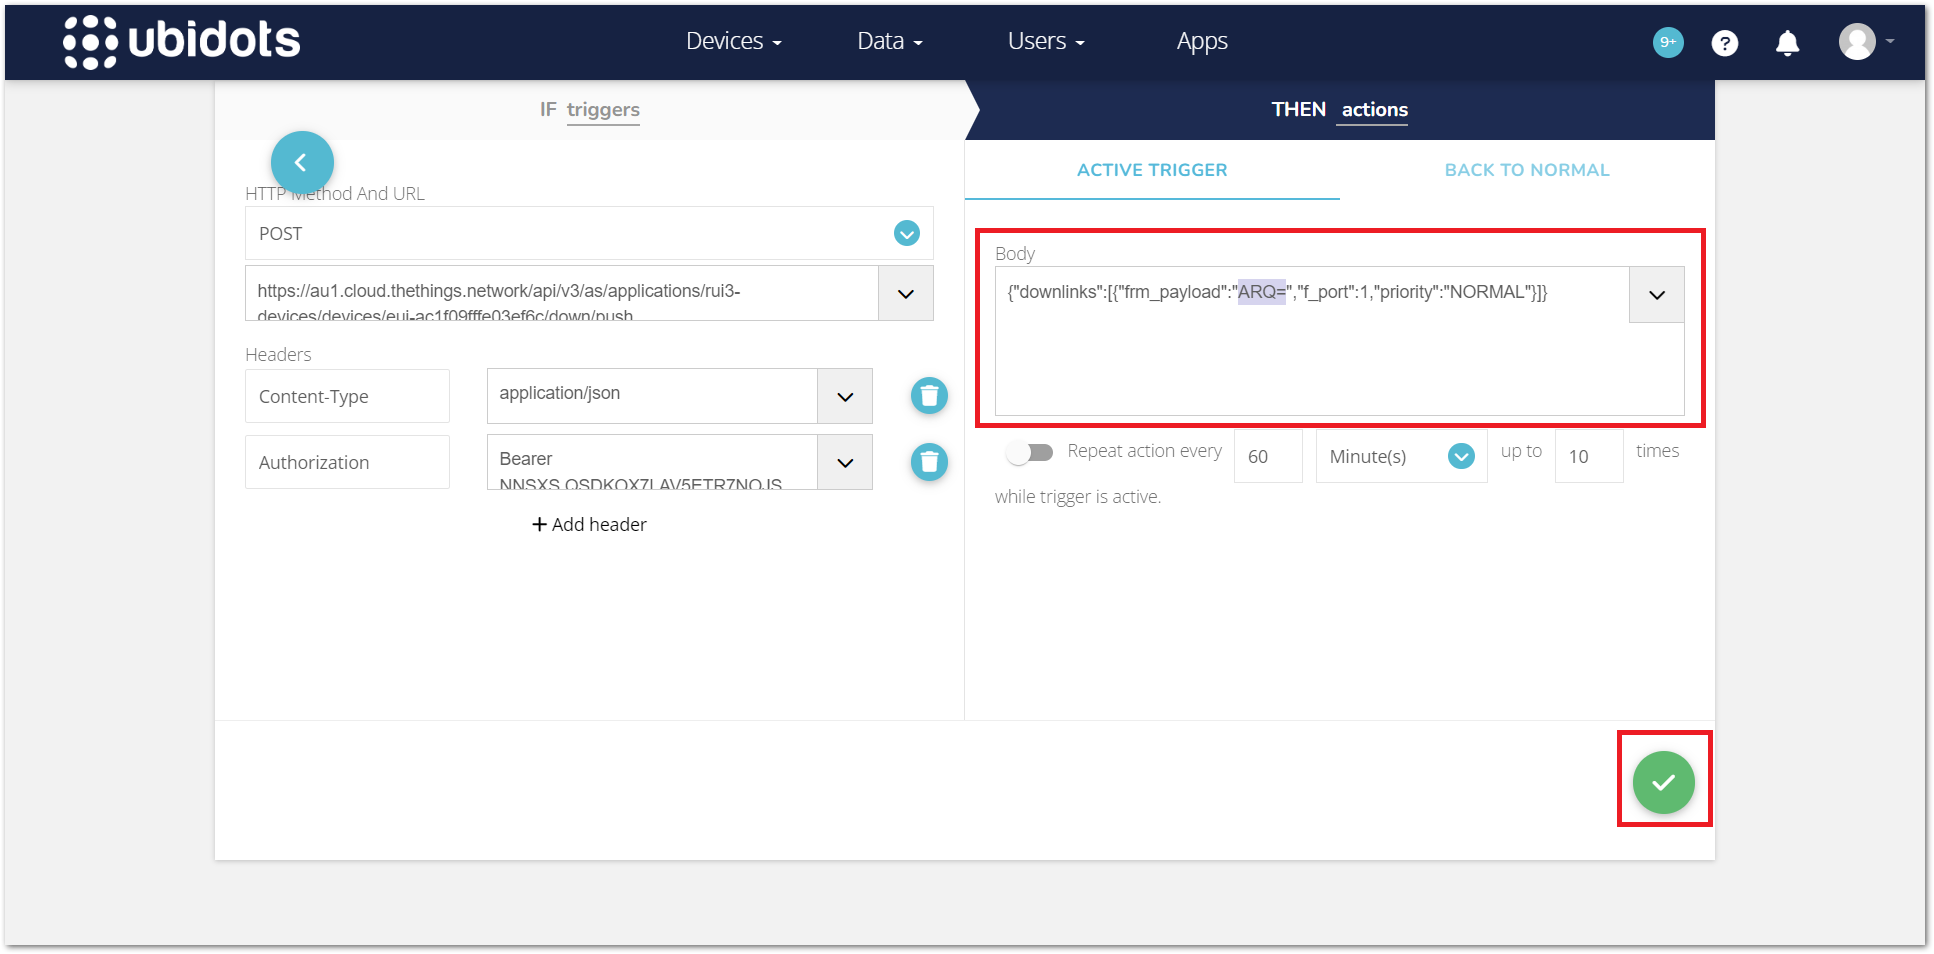 ubidots
Devices
Data
Users
Apps
9+
?
IF triggers
THEN actions
HTTP Method And URL
POST
https://au1.cloud.thethings.network/api/v3/as/applications/rui3-
devices/devices/eui-ac1f09fffe03ef6c/down/push
Headers
Content-Type
application/json
Authorization
Bearer
+ Add header
ACTIVE TRIGGER
BACK TO NORMAL
Body
{"downlinks":[{"frm_payload":"ARQ=","f_port":1,"priority":"NORMAL"}]}
Repeat action every 60 Minute(s) up to 10 times
while trigger is active.